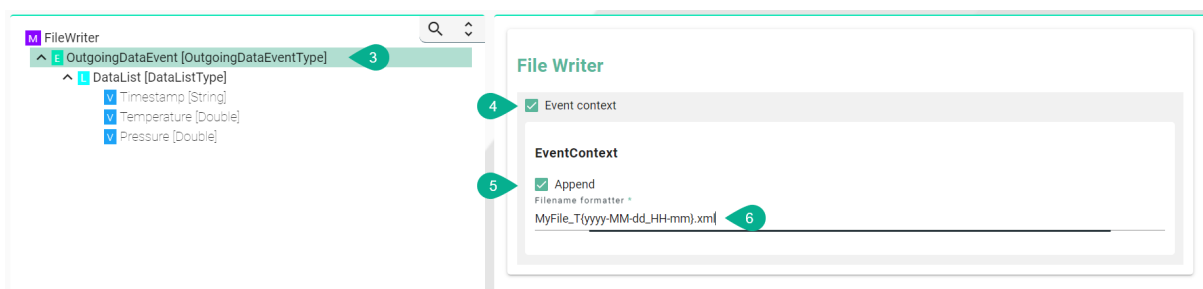 M FileWriter
E OutgoingDataEvent [OutgoingDataEventType] 3
L DataList [DataListType]
V Timestamp [String]
V Temperature [Double]
V Pressure [Double]
File Writer
4 Event context
EventContext
5 Append
Filename formatter *
MyFile_T{yyyy-MM-dd_HH-mm}.xml 6